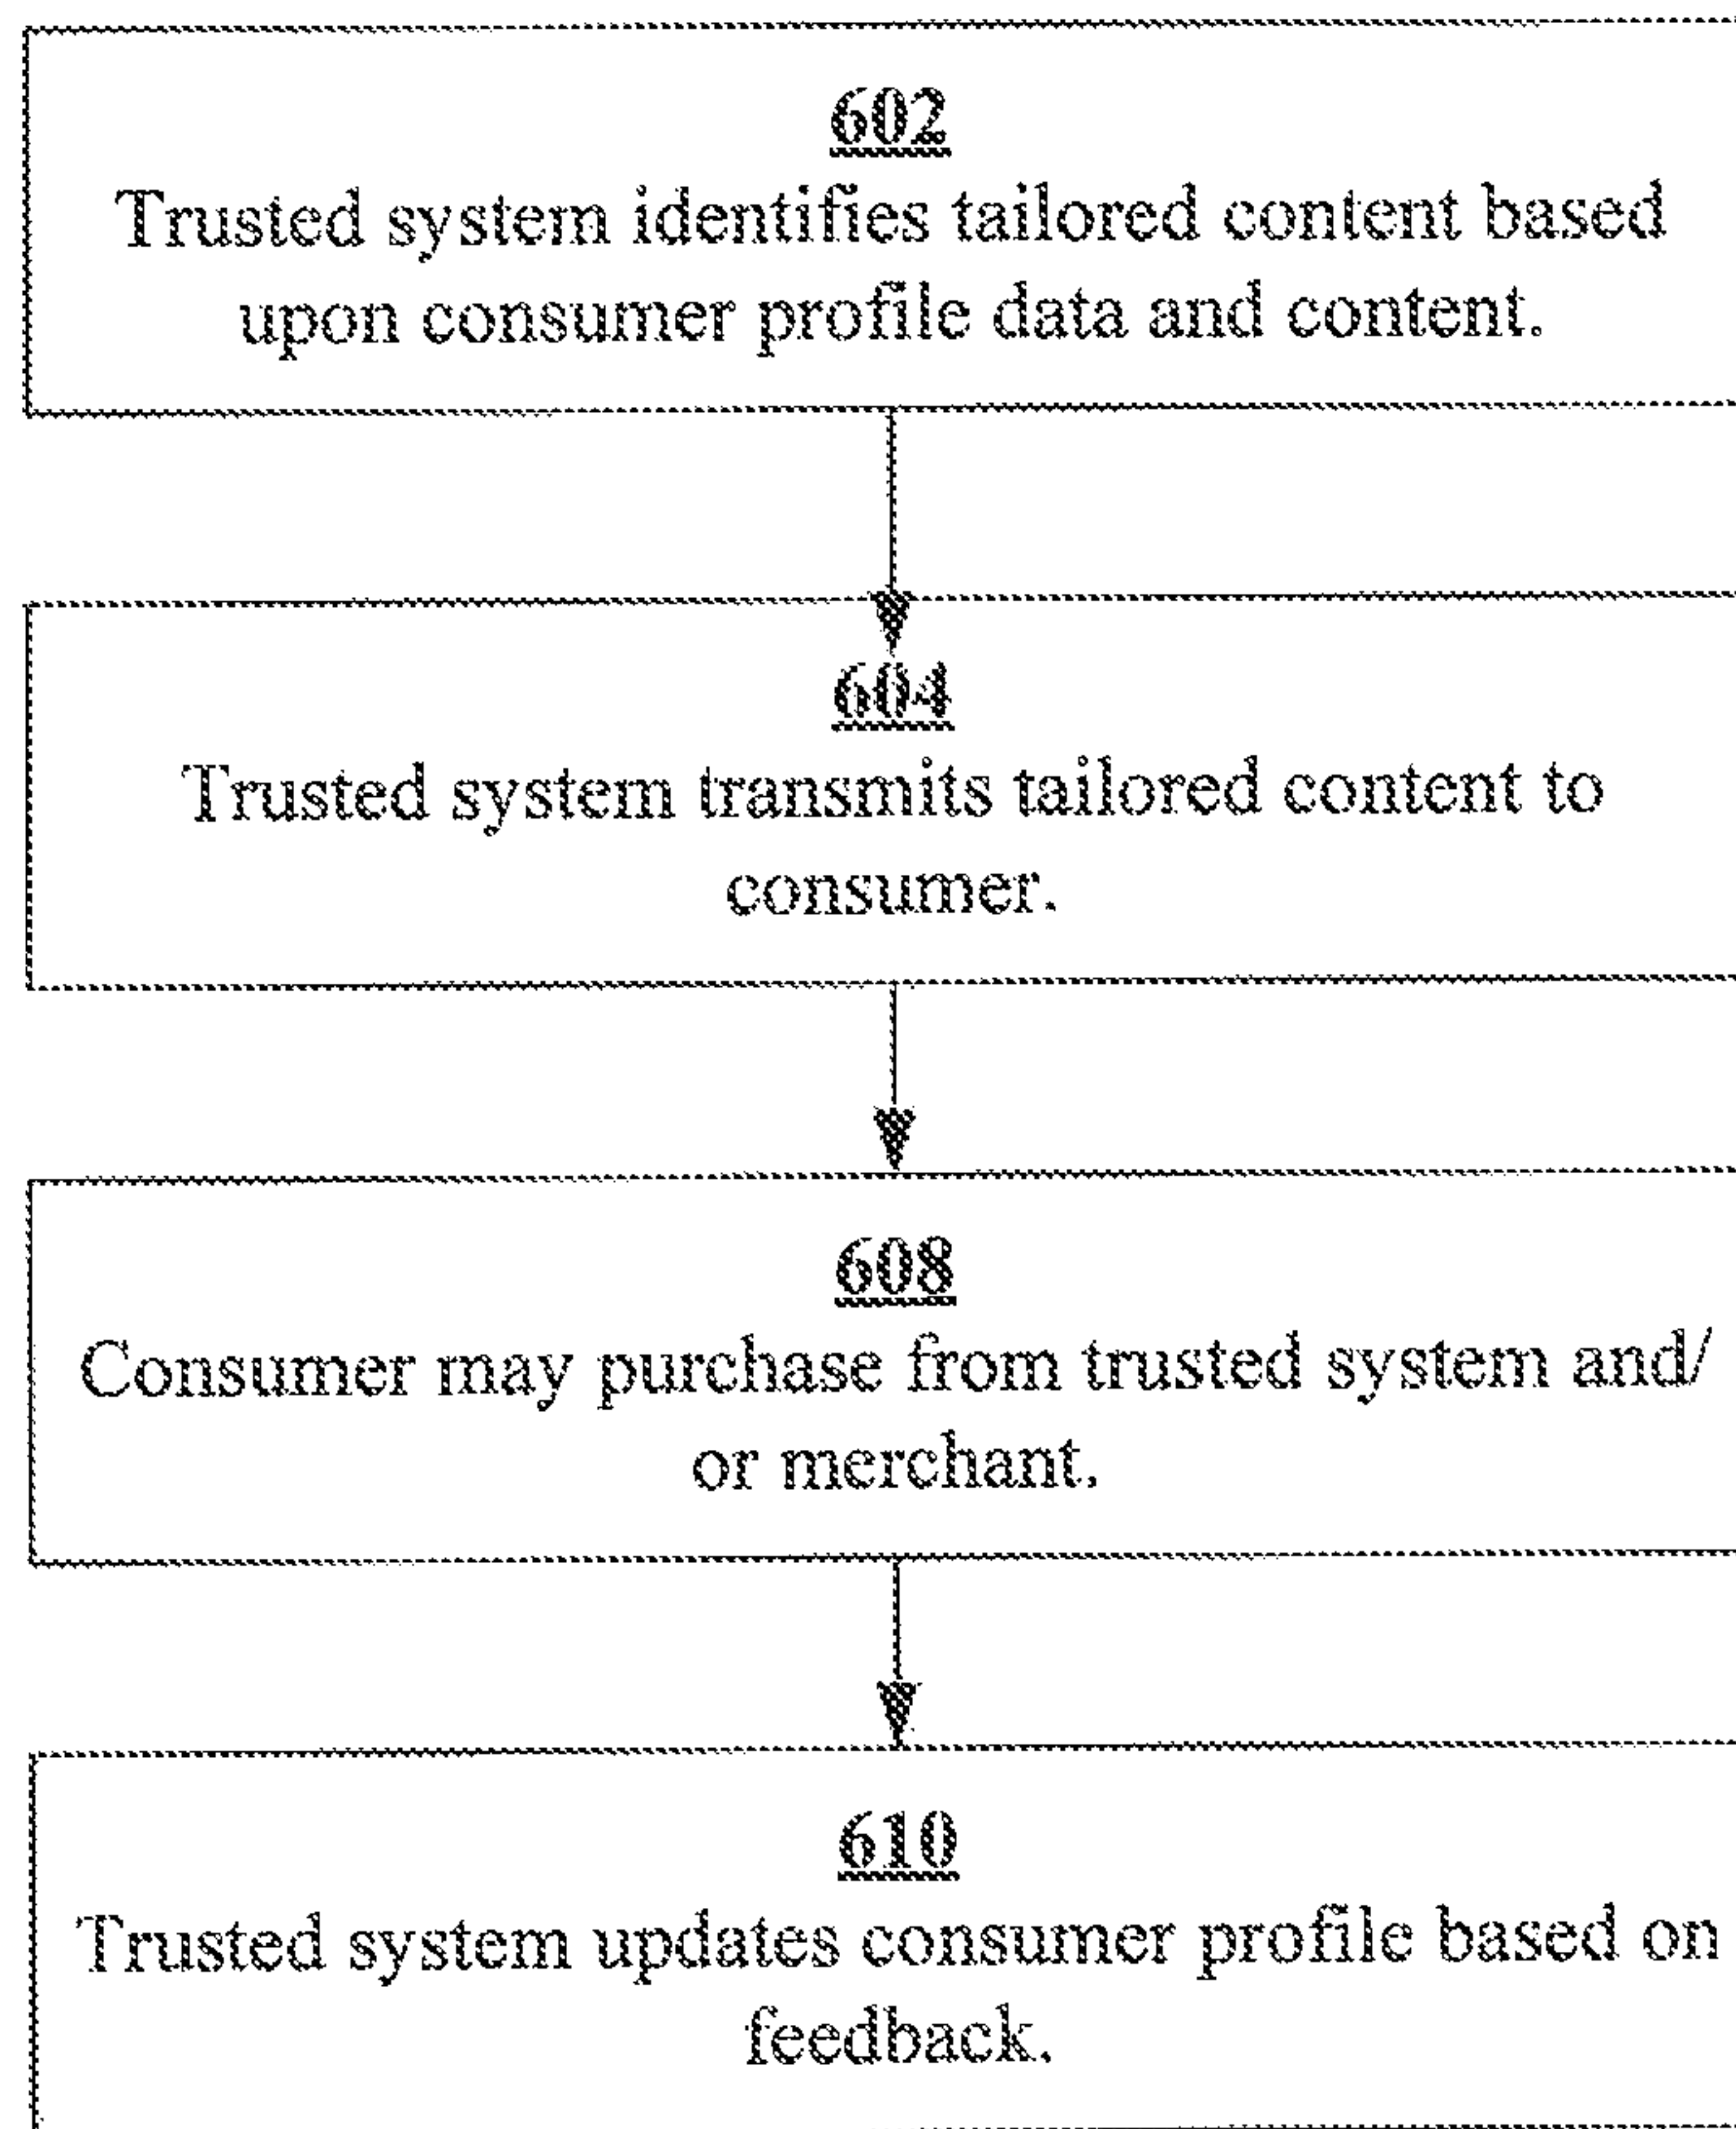 602
Trusted system identifies tailored content based
upon consumer profile data and content.
604
Trusted system transmits tailored content to
consumer.
608
Consumer may purchase from trusted system and/
or merchant.
610
Trusted system updates consumer profile based on
feedback.